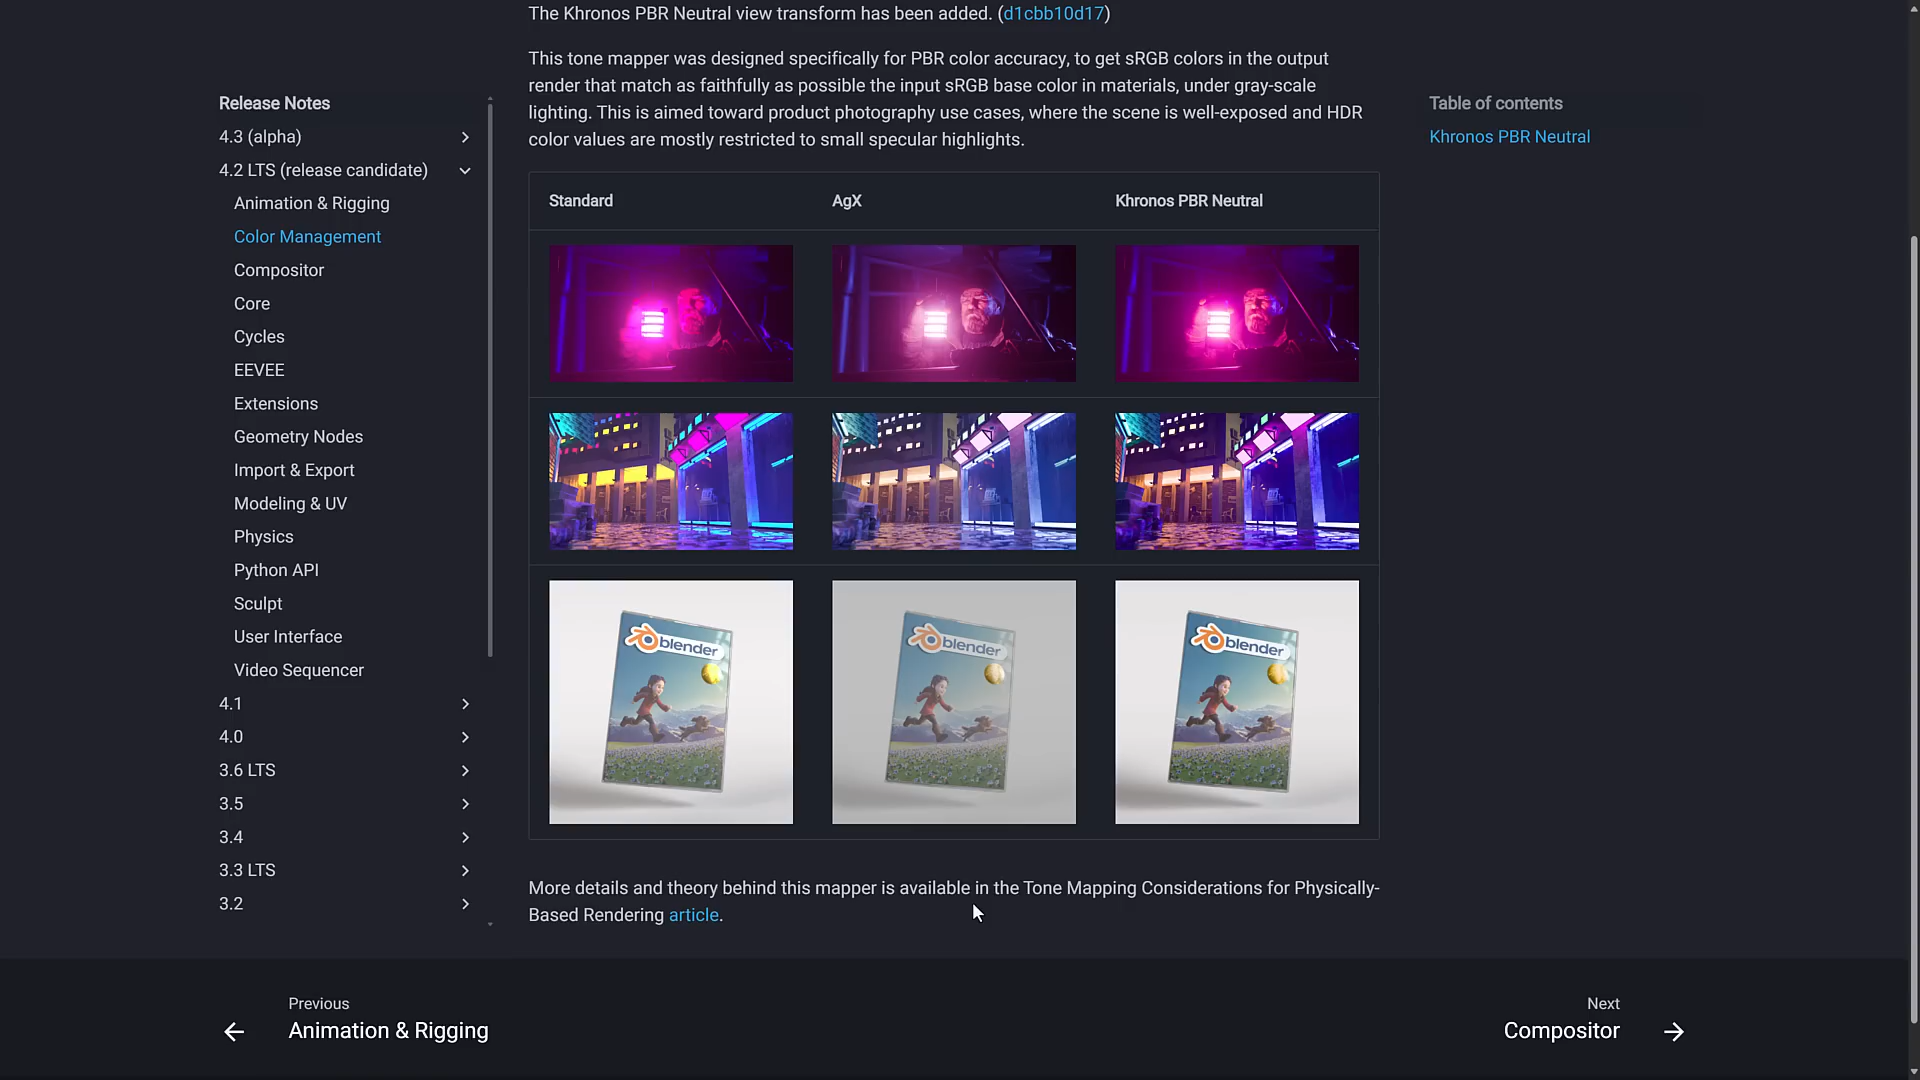 The Khronos PBR Neutral view transform has been added. (d1cbb10d17)
This tone mapper was designed specifically for PBR color accuracy, to get sRGB colors in the output
render that match as faithfully as possible the input sRGB base color in materials, under gray-scale
lighting. This is aimed toward product photography use cases, where the scene is well-exposed and HDR
color values are mostly restricted to small specular highlights.
Release Notes
4.3 (alpha)
4.2 LTS (release candidate)
Animation & Rigging
Color Management
Compositor
Core
Cycles
EEVEE
Extensions
Geometry Nodes
Import & Export
Modeling & UV
Physics
Python API
Sculpt
User Interface
Video Sequencer
4.1
4.0
3.6 LTS
3.5
3.4
3.3 LTS
3.2
Table of contents
Khronos PBR Neutral
Standard AgX Khronos PBR Neutral
blender blender blender
More details and theory behind this mapper is available in the Tone Mapping Considerations for Physically-
Based Rendering article.
Previous
Animation & Rigging
Next
Compositor